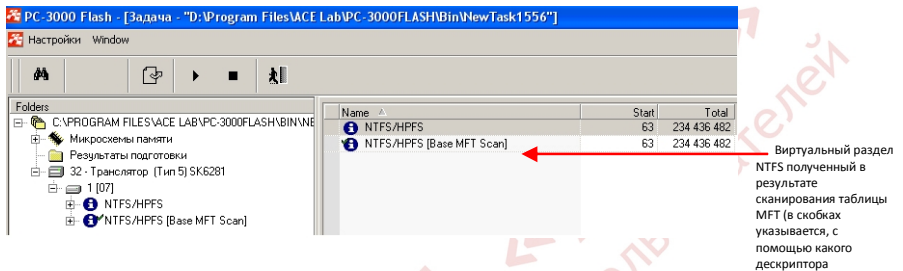 PC-3000 Flash - [Задача - "D:\Program Files\ACE Lab\PC-3000FLASH\Bin\NewTask1556"]
Настройки Window
Folders
C:\PROGRAM FILES\ACE LAB\PC-3000FLASH\BIN\NE
Микросхемы памяти
Результаты подготовки
32 - Транслятор (Тип 5) SK6281
1 [07]
NTFS/HPFS
NTFS/HPFS [Base MFT Scan]
Name Start Total
NTFS/HPFS 63 234 436 482
NTFS/HPFS [Base MFT Scan] 63 234 436 482
Виртуальный раздел
NTFS полученный в
результате
сканирования таблицы
MFT (в скобках
указывается, с
помощью какого
дескриптора